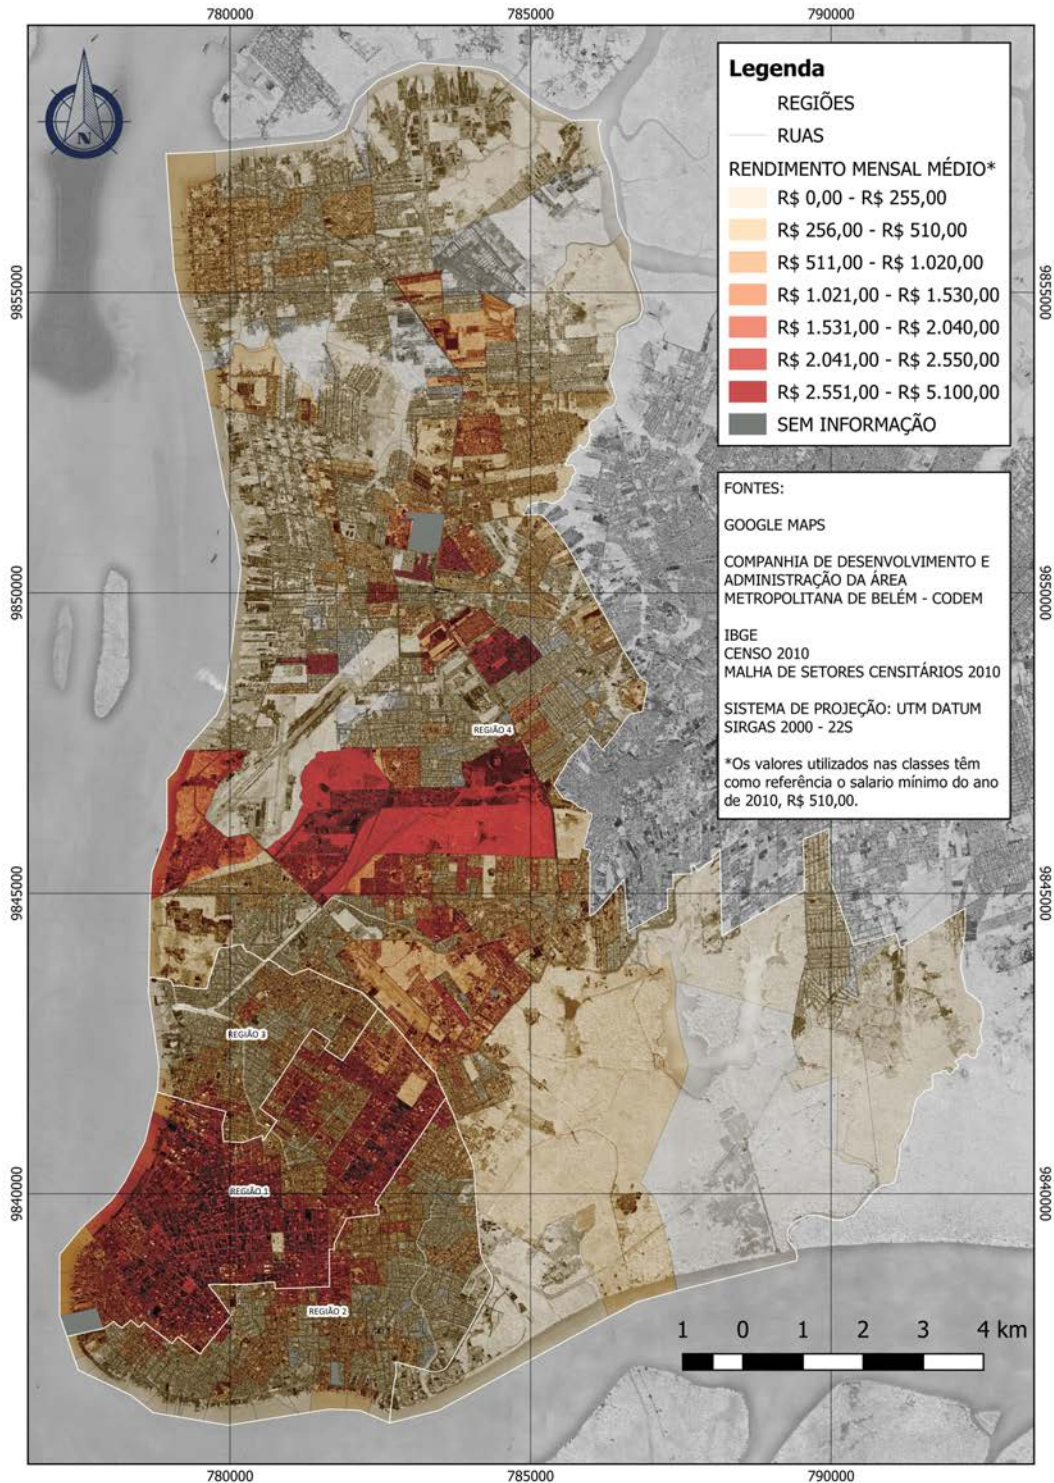 780000
785000
790000
N
Legenda
REGIÕES
RUAS
RENDIMENTO MENSAL MÉDIO*
R$ 0,00 - R$ 255,00
R$ 256,00 - R$ 510,00
R$ 511,00 - R$ 1.020,00
R$ 1.021,00 - R$ 1.530,00
R$ 1.531,00 - R$ 2.040,00
R$ 2.041,00 - R$ 2.550,00
R$ 2.551,00 - R$ 5.100,00
SEM INFORMAÇÃO
FONTES:
GOOGLE MAPS
COMPANHIA DE DESENVOLVIMENTO E
ADMINISTRAÇÃO DA ÁREA
METROPOLITANA DE BELÉM - CODEM
IBGE
CENSO 2010
MALHA DE SETORES CENSITÁRIOS 2010
SISTEMA DE PROJEÇÃO: UTM DATUM
SIRGAS 2000 - 22S
*Os valores utilizados nas classes têm
como referência o salario mínimo do ano
de 2010, R$ 510,00.
9855000
9855000
9850000
9850000
REGIÃO 4
9845000
9845000
REGIÃO 3
REGIÃO 1
9840000
9840000
REGIÃO 2
1 0 1 2 3 4 km
780000
785000
790000